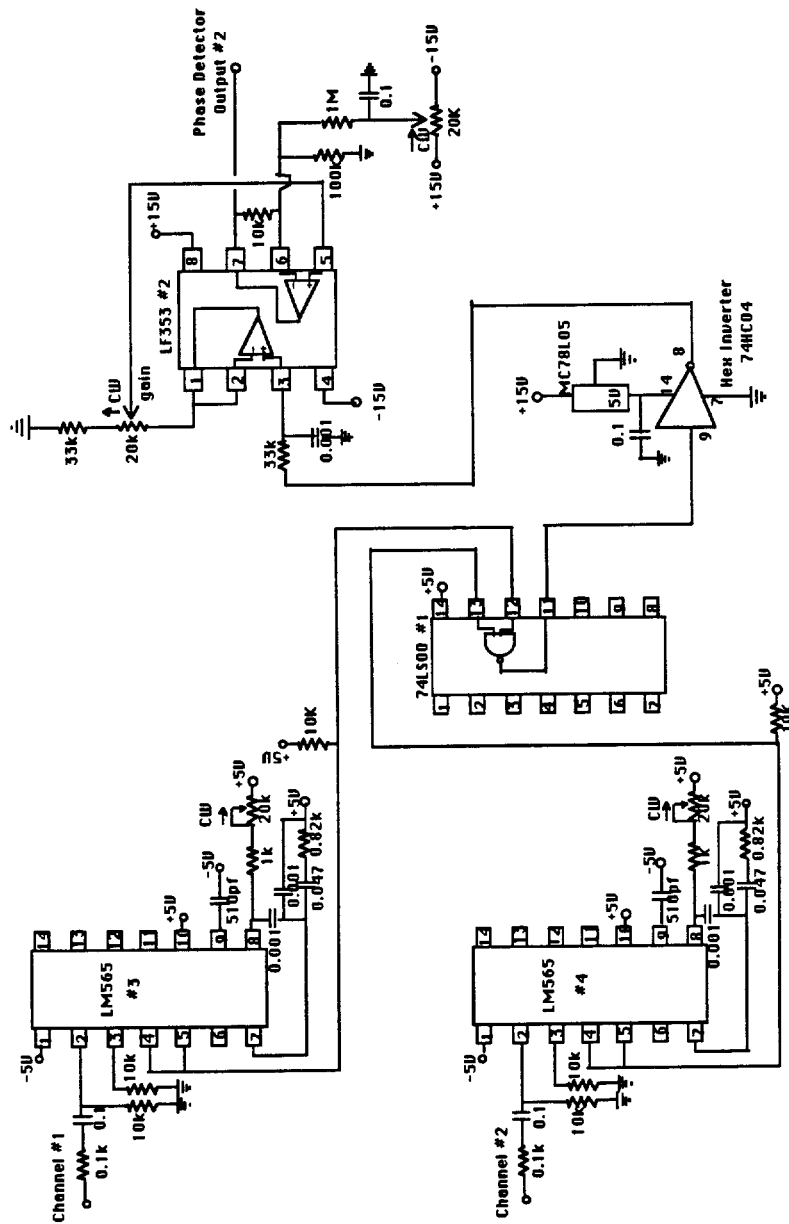 Channel #1
0.1k
0.1
10k
10k
-5V
LM565
#3
1
2
3
4
5
6
7
14
13
12
11
10
9
8
+5V
-5V
510pf
0.001
1k
CW
20k
+5V
0.001
0.047
0.82k
+5V
+5V
10K
Channel #2
0.1k
0.1
10k
10k
-5V
LM565
#4
1
2
3
4
5
6
7
14
13
12
11
10
9
8
+5V
-5V
510pf
0.001
1k
CW
20k
+5V
0.001
0.047
0.82k
+5V
+5V
10k
74LS00 #1
1
2
3
4
5
6
7
14
13
12
11
10
9
8
+5V
33k
20k
CW
gain
LF353 #2
1
2
3
4
8
7
6
5
+15V
-15V
33k
0.001
10k
100k
1M
0.1
CW
+15V
20K
-15V
Phase Detector
Output #2
+15V
MC78L05
5V
0.1
14
9
8
7
Hex Inverter
74HC04